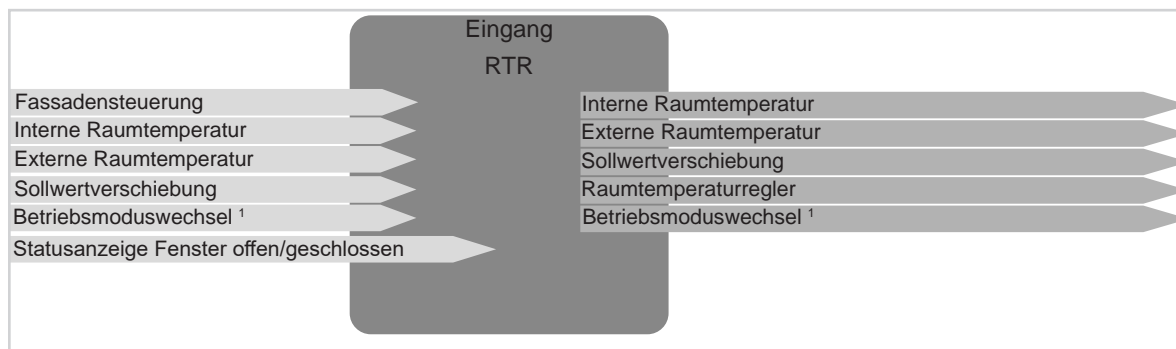 Eingang
RTR
Fassadensteuerung
Interne Raumtemperatur
Externe Raumtemperatur
Sollwertverschiebung
Betriebsmoduswechsel ¹
Statusanzeige Fenster offen/geschlossen
Interne Raumtemperatur
Externe Raumtemperatur
Sollwertverschiebung
Raumtemperaturregler
Betriebsmoduswechsel ¹